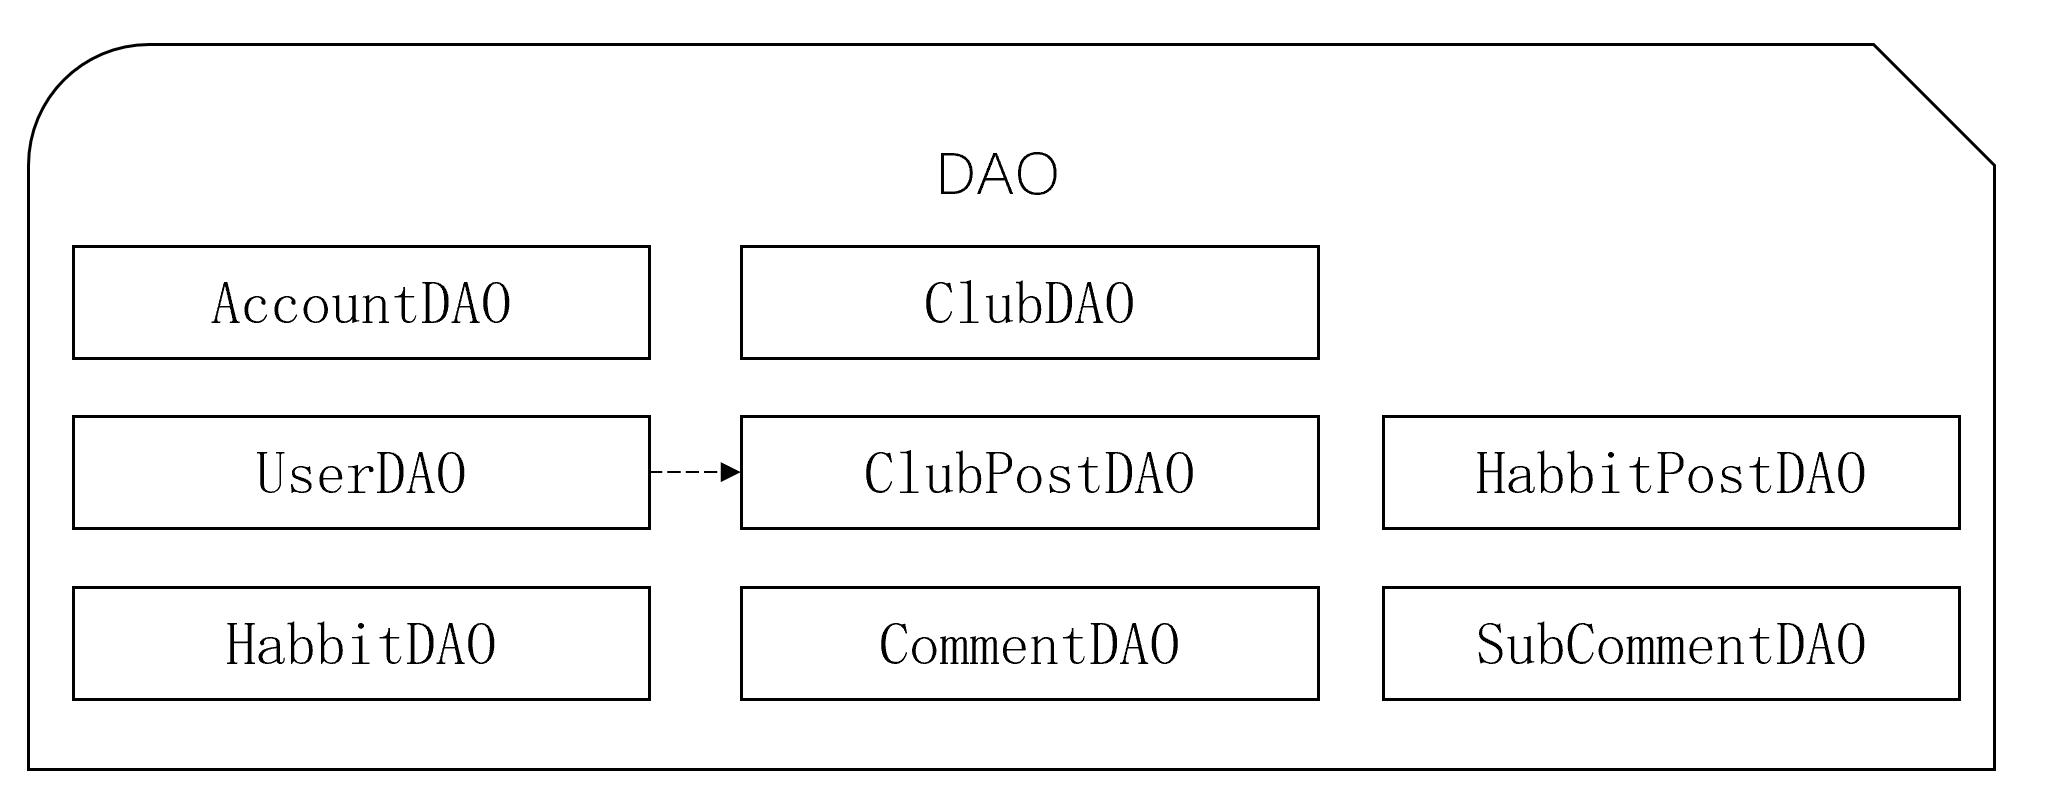 DAO
AccountDAO
ClubDAO
UserDAO
ClubPostDAO
HabbitPostDAO
HabbitDAO
CommentDAO
SubCommentDAO